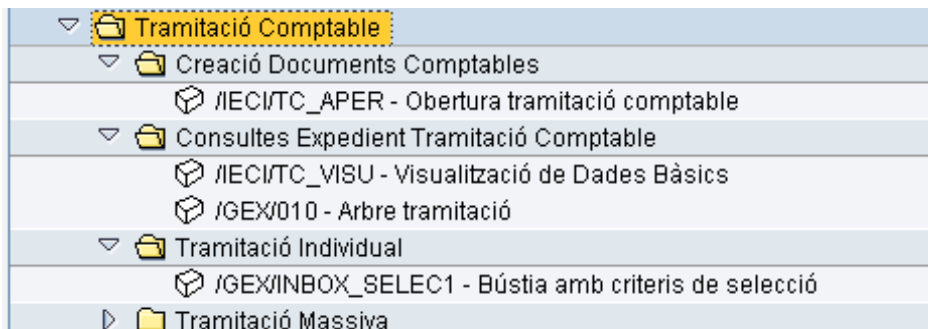 Tramitació Comptable
Creació Documents Comptables
/IECI/TC_APER - Obertura tramitació comptable
Consultes Expedient Tramitació Comptable
/IECI/TC_VISU - Visualització de Dades Bàsics
/GEX/010 - Arbre tramitació
Tramitació Individual
/GEX/INBOX_SELEC1 - Bústia amb criteris de selecció
Tramitació Massiva